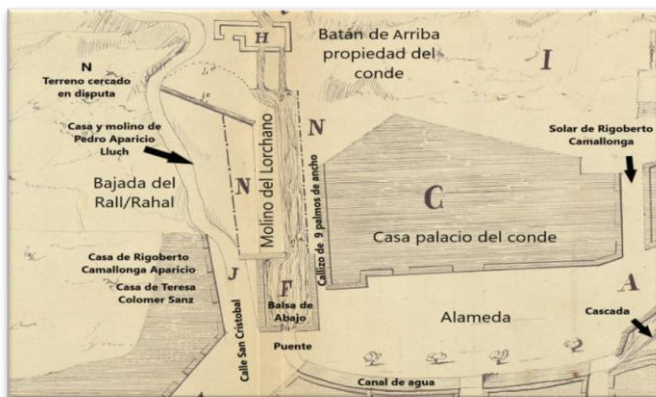 H
Batán de Arriba
propiedad del
conde
I
N
Terreno cercado
en disputa
Casa y molino de
Pedro Aparicio
Lluch
Bajada del
Rall/Rahal
N
Molino del Lorchano
N
Callizo de 9 palmos de ancho
C
Casa palacio del conde
Solar de Rigoberto
Camallonga
Casa de Rigoberto
Camallonga Aparicio
Casa de Teresa
Colomer Sanz
J
Calle San Cristobal
F
Balsa de
Abajo
Puente
Alameda
A
Cascada
Canal de agua